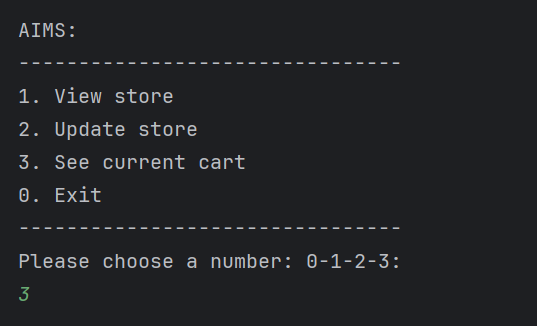 AIMS:
--------------------------------
1. View store
2. Update store
3. See current cart
0. Exit
--------------------------------
Please choose a number: 0-1-2-3:
3